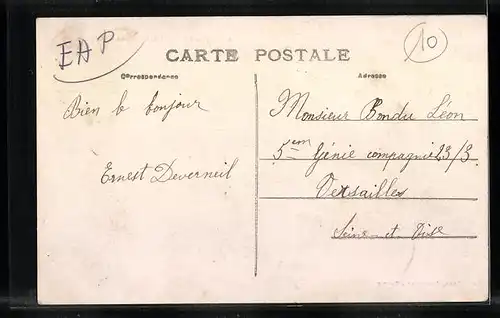 EAP
CARTE POSTALE
10
Correspondance
Adresse
Bien le bonjour
Ernest Deverneil
Monsieur Bondu Léon
5em Génie compagnie 23/3
Versailles
Seine-et-Oise